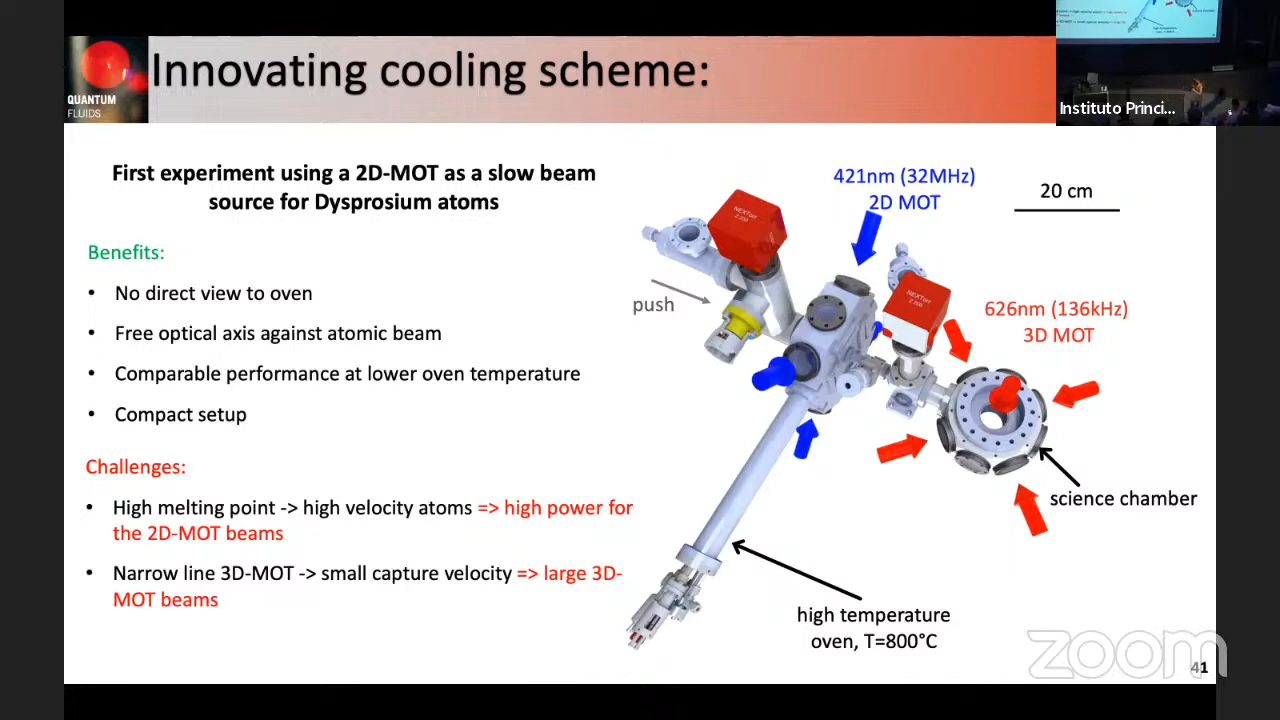 Innovating cooling scheme:
QUANTUM
FLUIDS
Instituto Princi...
First experiment using a 2D-MOT as a slow beam
source for Dysprosium atoms
Benefits:
• No direct view to oven
• Free optical axis against atomic beam
• Comparable performance at lower oven temperature
• Compact setup
Challenges:
• High melting point -> high velocity atoms => high power for
the 2D-MOT beams
• Narrow line 3D-MOT -> small capture velocity => large 3D-
MOT beams
421nm (32MHz)
2D MOT
20 cm
NEXTorr
Z 200
push
NEXTorr
Z 200
626nm (136kHz)
3D MOT
science chamber
high temperature
oven, T=800°C
zoom
41